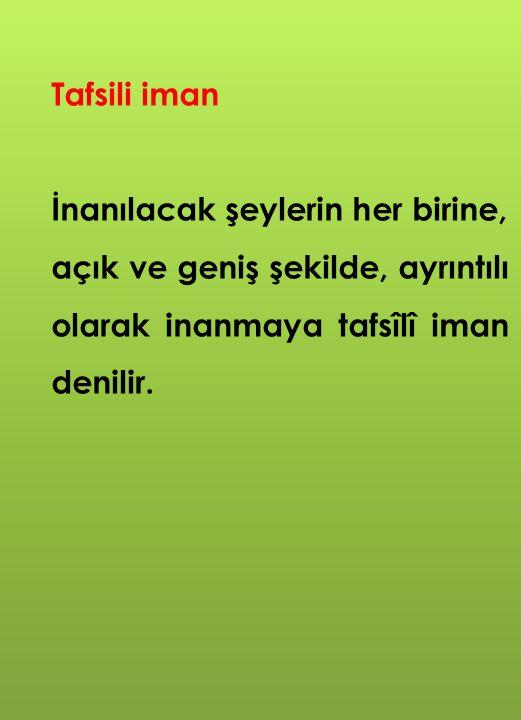 Tafsili iman
İnanılacak şeylerin her birine,
açık ve geniş şekilde, ayrıntılı
olarak inanmaya tafsîlî iman
denilir.